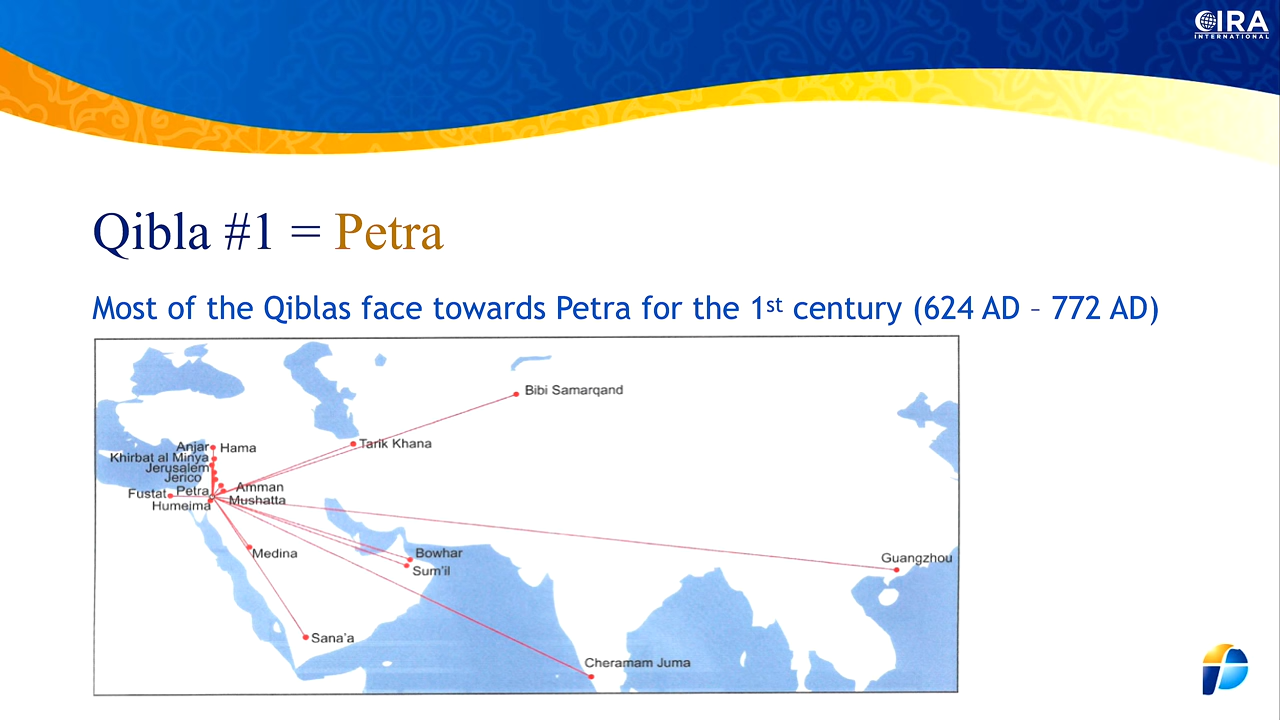 CIRA
INTERNATIONAL
Qibla #1 = Petra
Most of the Qiblas face towards Petra for the 1st century (624 AD – 772 AD)
Bibi Samarqand
Tarik Khana
Anjar Hama
Khirbat al Minya
Jerusalem
Jerico
Amman
Fustat Petra
Mushatta
Humeima
Medina
Bowhar
Sum'il
Guangzhou
Sana'a
Cheramam Juma